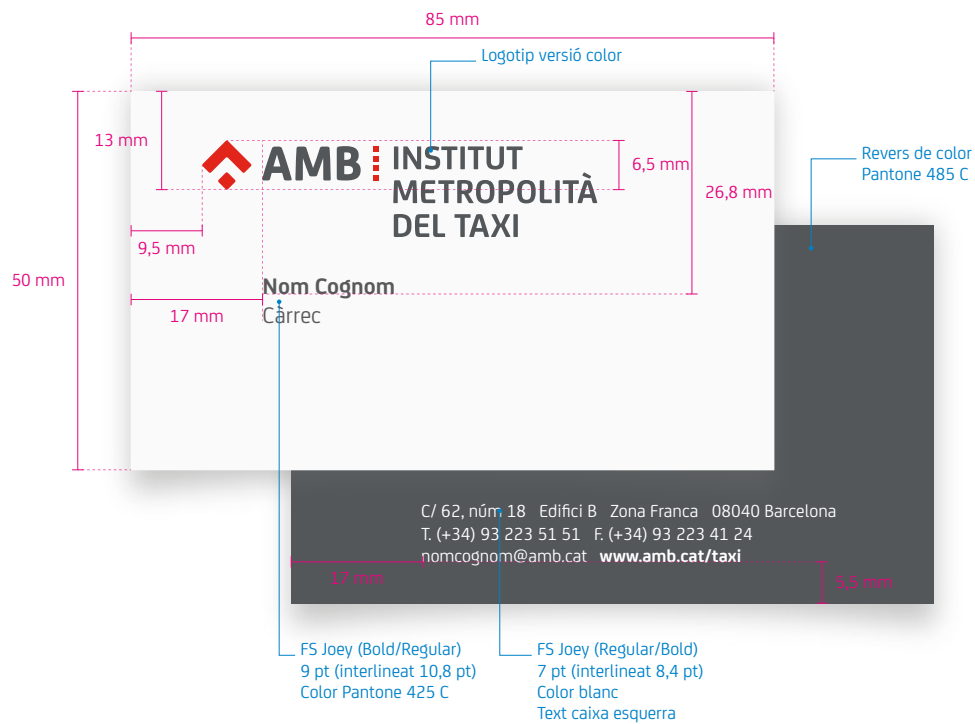 85 mm
Logotip versió color
13 mm
AMB INSTITUT
METROPOLITÀ
DEL TAXI
6,5 mm
26,8 mm
Revers de color
Pantone 485 C
9,5 mm
50 mm
Nom Cognom
Càrrec
17 mm
C/ 62, núm 18 Edifici B Zona Franca 08040 Barcelona
T. (+34) 93 223 51 51 F. (+34) 93 223 41 24
nomcognom@amb.cat www.amb.cat/taxi
17 mm
5,5 mm
FS Joey (Bold/Regular)
9 pt (interlineat 10,8 pt)
Color Pantone 425 C
FS Joey (Regular/Bold)
7 pt (interlineat 8,4 pt)
Color blanc
Text caixa esquerra